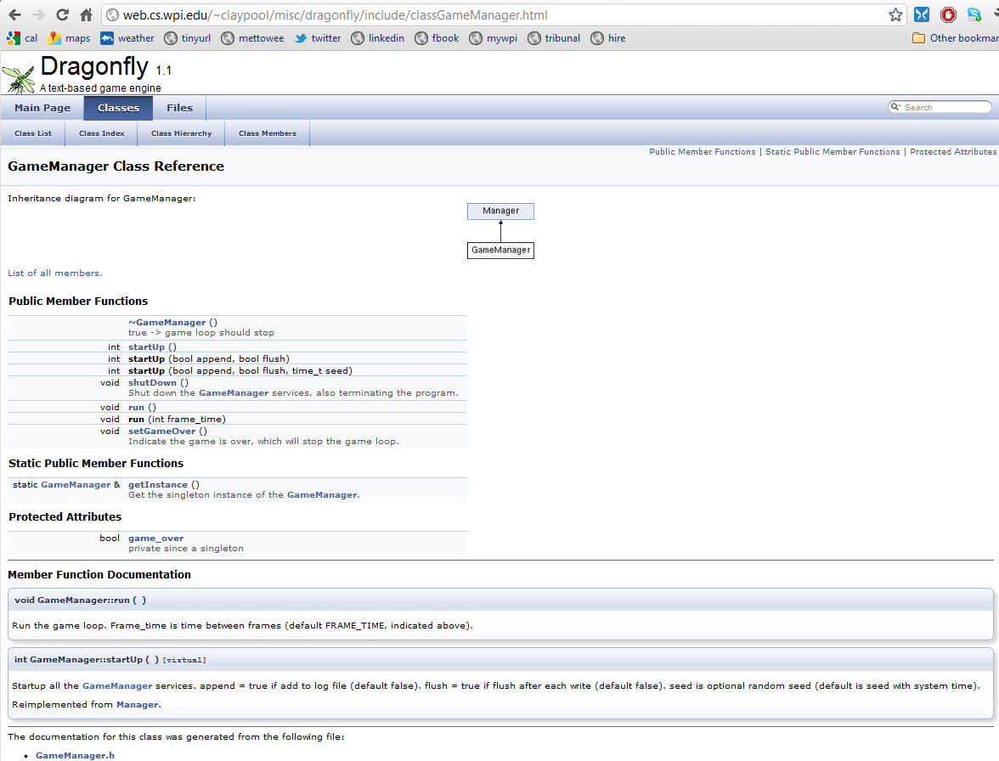 web.cs.wpi.edu/~claypool/misc/dragonfly/include/classGameManager.html
cal maps weather tinyurl mettowee twitter linkedin fbook mywpi tribunal hire Other bookmar
Dragonfly 1.1
A text-based game engine
Main Page Classes Files Search
Class List Class Index Class Hierarchy Class Members
Public Member Functions | Static Public Member Functions | Protected Attributes
GameManager Class Reference
Inheritance diagram for GameManager:
Manager
GameManager
List of all members.
Public Member Functions
~GameManager ()
true -> game loop should stop
int startUp ()
int startUp (bool append, bool flush)
int startUp (bool append, bool flush, time_t seed)
void shutDown ()
Shut down the GameManager services, also terminating the program.
void run ()
void run (int frame_time)
void setGameOver ()
Indicate the game is over, which will stop the game loop.
Static Public Member Functions
static GameManager & getInstance ()
Get the singleton instance of the GameManager.
Protected Attributes
bool game_over
private since a singleton
Member Function Documentation
void GameManager::run ( )
Run the game loop. Frame_time is time between frames (default FRAME_TIME, indicated above).
int GameManager::startUp ( ) [virtual]
Startup all the GameManager services. append = true if add to log file (default false). flush = true if flush after each write (default false). seed is optional random seed (default is seed with system time).
Reimplemented from Manager.
The documentation for this class was generated from the following file:
• GameManager.h